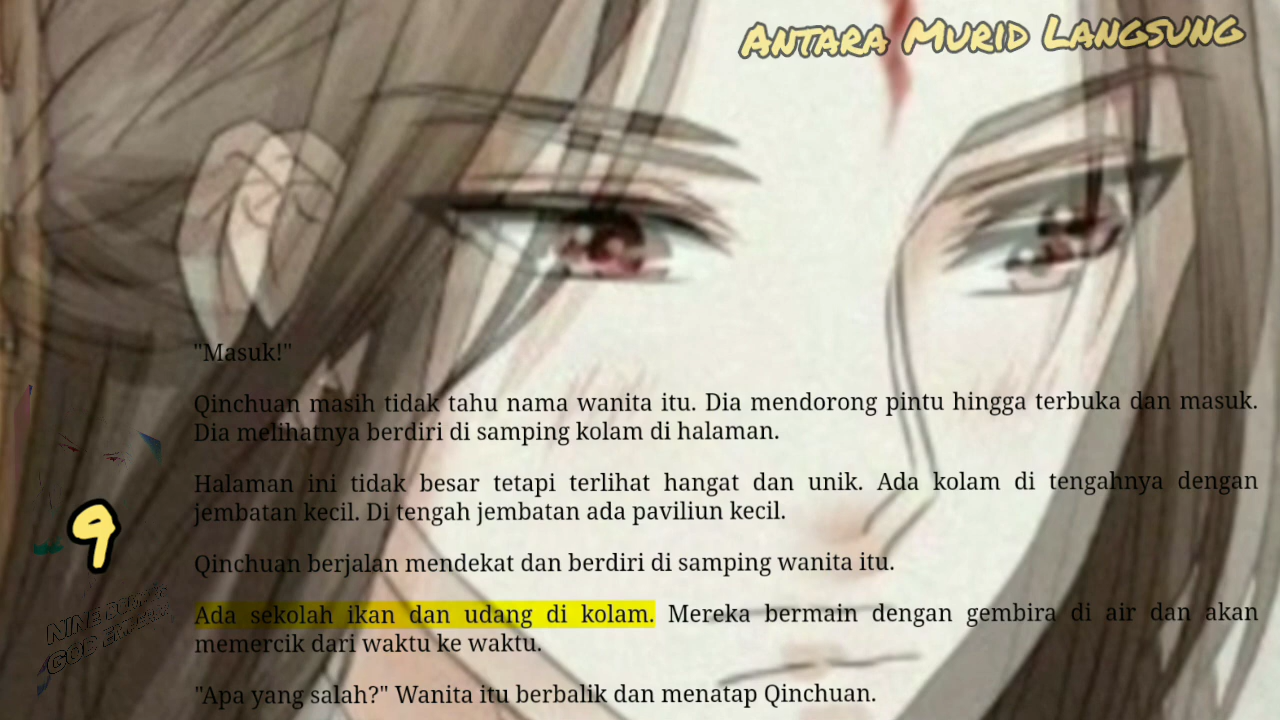 Antara Murid Langsung
"Masuk!"
Qinchuan masih tidak tahu nama wanita itu. Dia mendorong pintu hingga terbuka dan masuk.
Dia melihatnya berdiri di samping kolam di halaman.
Halaman ini tidak besar tetapi terlihat hangat dan unik. Ada kolam di tengahnya dengan
jembatan kecil. Di tengah jembatan ada paviliun kecil.
Qinchuan berjalan mendekat dan berdiri di samping wanita itu.
Ada sekolah ikan dan udang di kolam. Mereka bermain dengan gembira di air dan akan
memercik dari waktu ke waktu.
"Apa yang salah?" Wanita itu berbalik dan menatap Qinchuan.
9
NINE
GOD